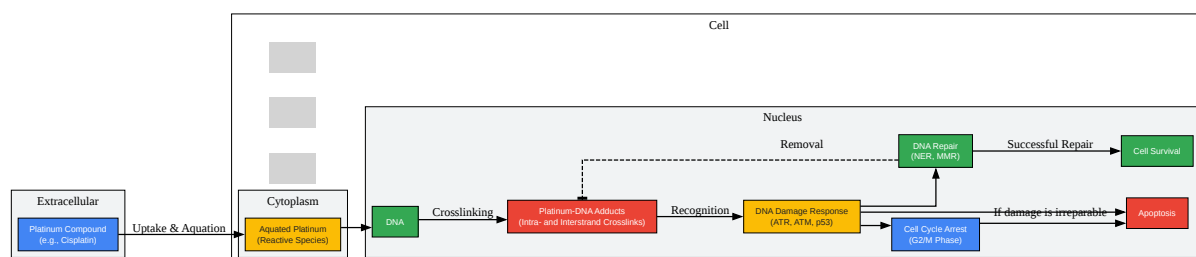 Cell
Nucleus
Extracellular
Platinum Compound
(e.g., Cisplatin)
Uptake & Aquation
Cytoplasm
Aquated Platinum
(Reactive Species)
DNA
Crosslinking
Platinum-DNA Adducts
(Intra- and Interstrand Crosslinks)
Removal
Recognition
DNA Damage Response
(ATR, ATM, p53)
DNA Repair
(NER, MMR)
Successful Repair
Cell Survival
Cell Cycle Arrest
(G2/M Phase)
If damage is irreparable
Apoptosis